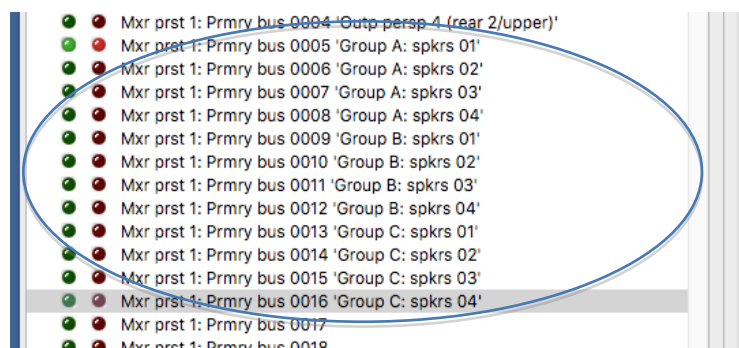 Mxr prst 1: Prmry bus 0004 'Outp persp 4 (rear 2/upper)'
Mxr prst 1: Prmry bus 0005 'Group A: spkrs 01'
Mxr prst 1: Prmry bus 0006 'Group A: spkrs 02'
Mxr prst 1: Prmry bus 0007 'Group A: spkrs 03'
Mxr prst 1: Prmry bus 0008 'Group A: spkrs 04'
Mxr prst 1: Prmry bus 0009 'Group B: spkrs 01'
Mxr prst 1: Prmry bus 0010 'Group B: spkrs 02'
Mxr prst 1: Prmry bus 0011 'Group B: spkrs 03'
Mxr prst 1: Prmry bus 0012 'Group B: spkrs 04'
Mxr prst 1: Prmry bus 0013 'Group C: spkrs 01'
Mxr prst 1: Prmry bus 0014 'Group C: spkrs 02'
Mxr prst 1: Prmry bus 0015 'Group C: spkrs 03'
Mxr prst 1: Prmry bus 0016 'Group C: spkrs 04'
Mxr prst 1: Prmry bus 0017
Mxr prst 1: Prmry bus 0018